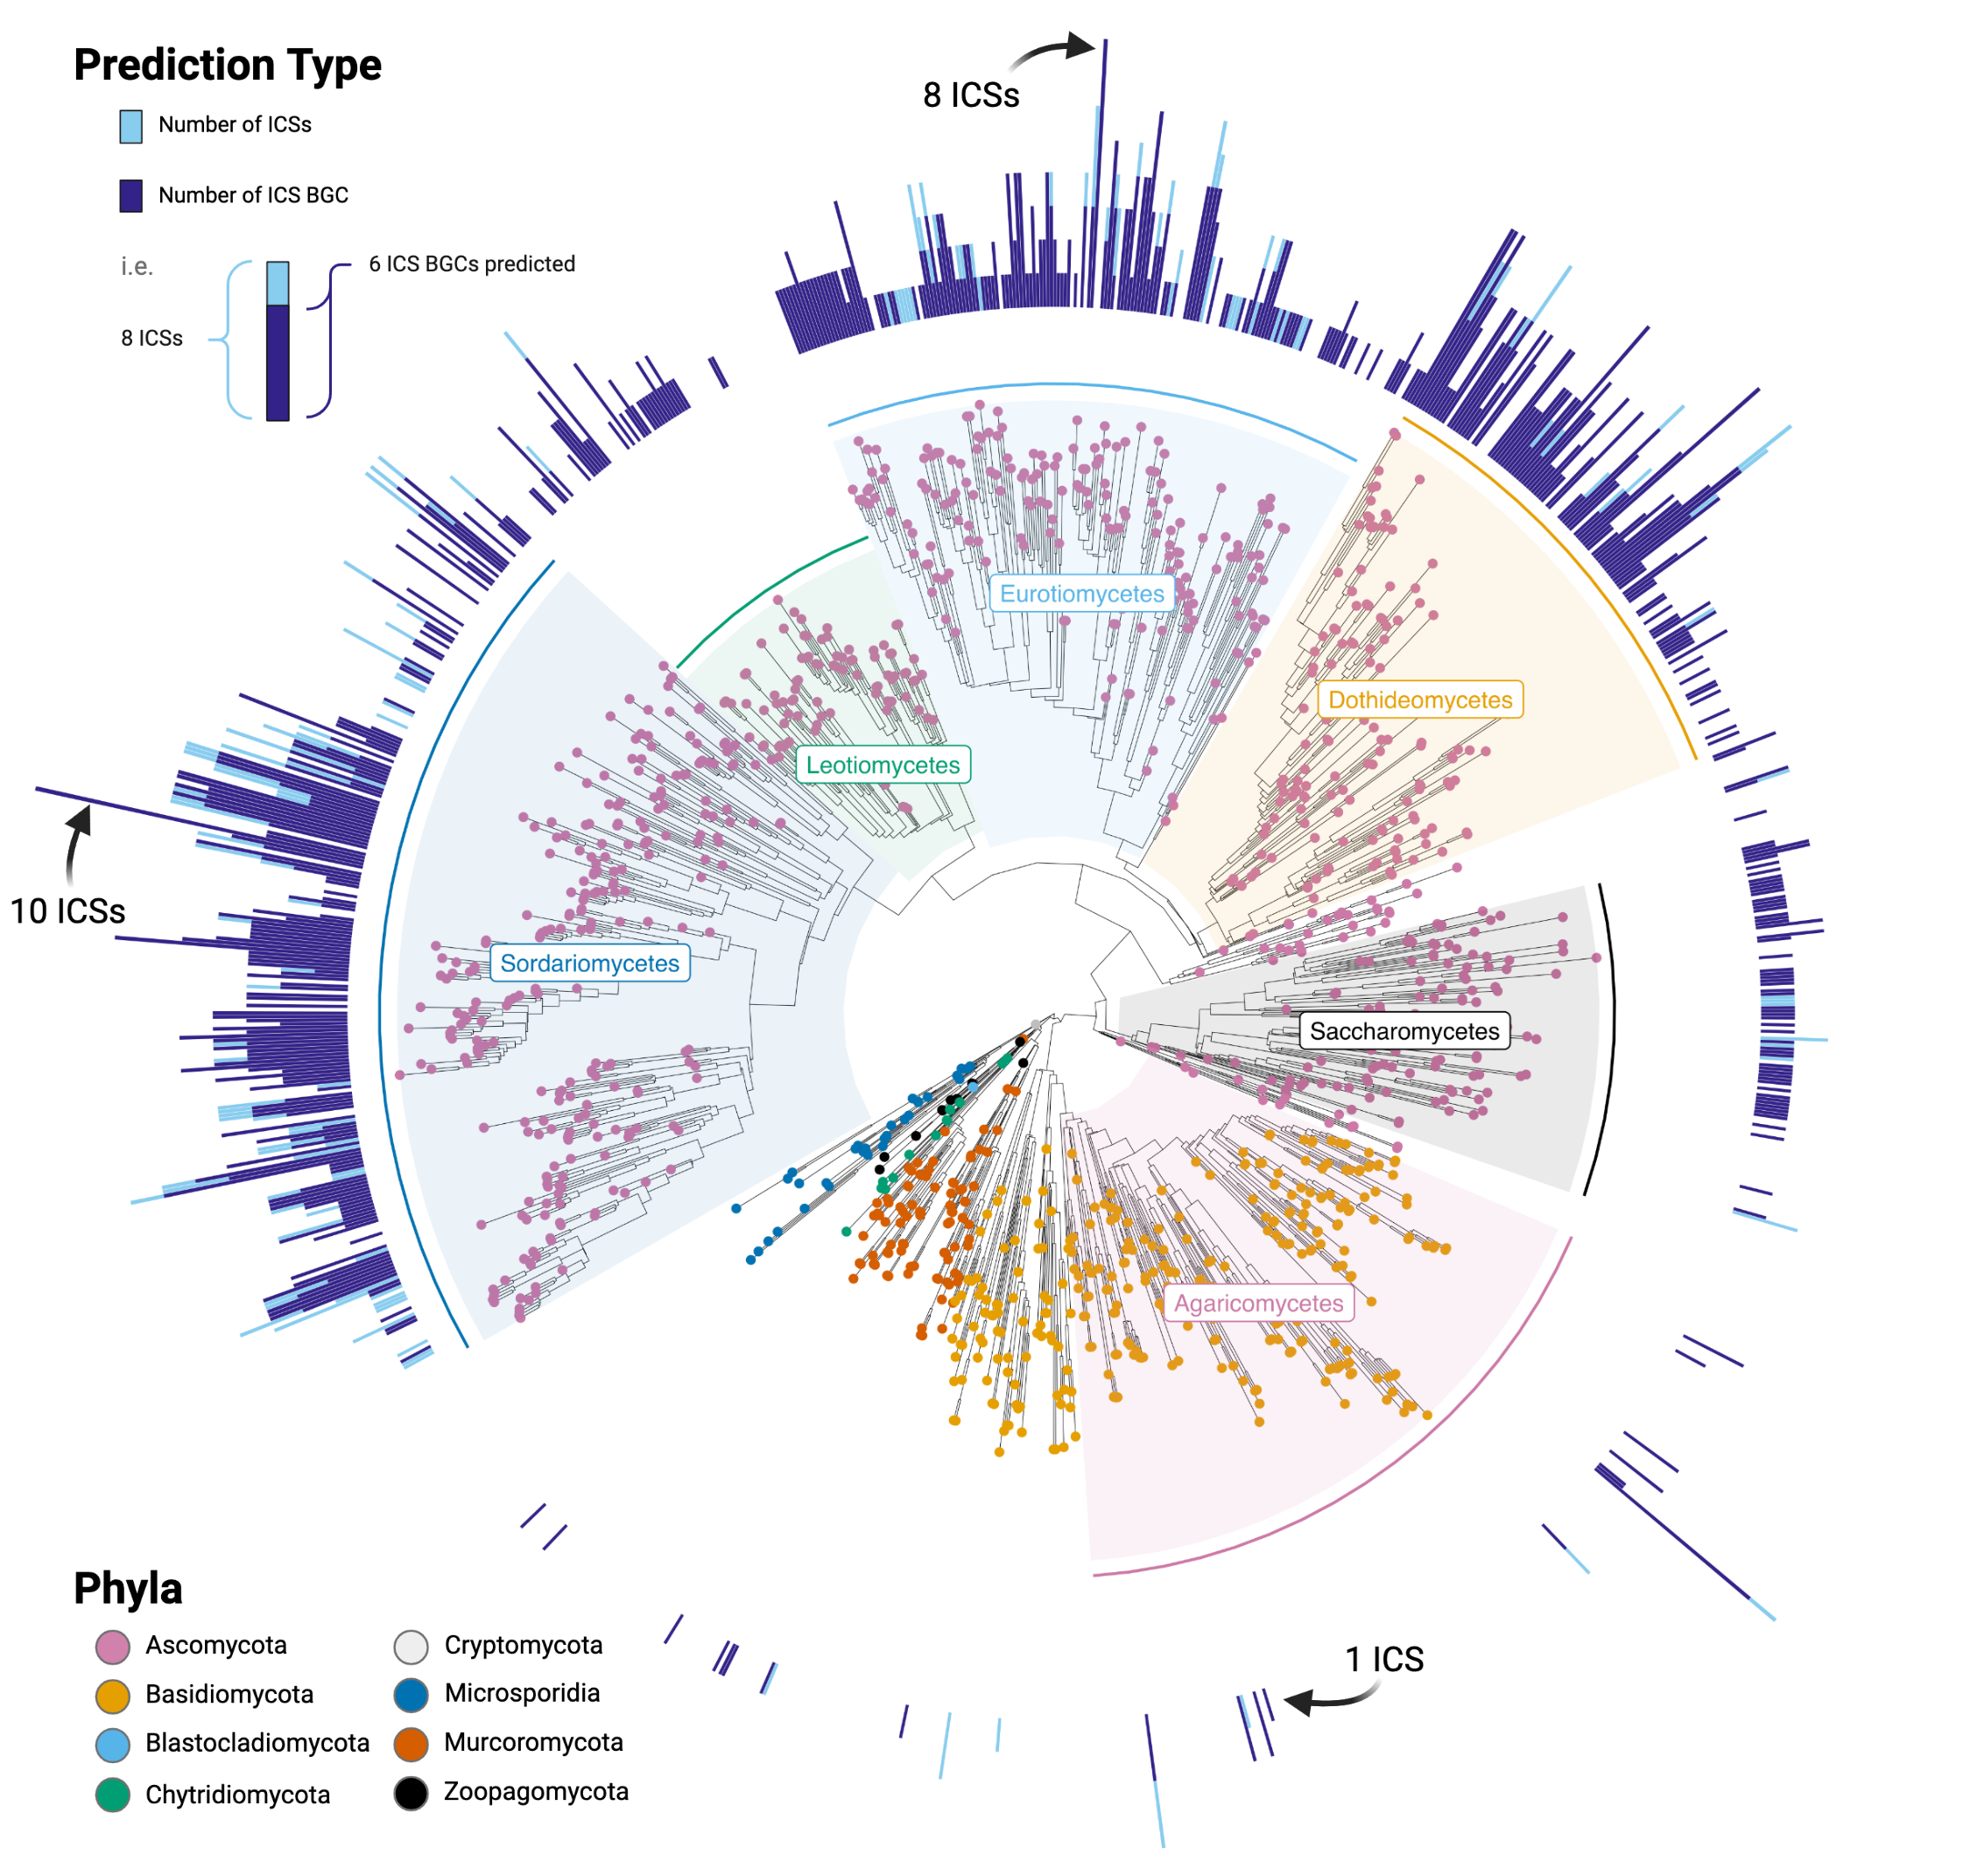 Prediction Type
Number of ICSs
Number of ICS BGC
i.e.
6 ICS BGCs predicted
8 ICSs
8 ICSs
10 ICSs
Eurotiomycetes
Dothideomycetes
Leotiomycetes
Sordariomycetes
Saccharomycetes
Agaricomycetes
1 ICS
Phyla
Ascomycota
Basidiomycota
Blastocladiomycota
Chytridiomycota
Cryptomycota
Microsporidia
Murcoromycota
Zoopagomycota